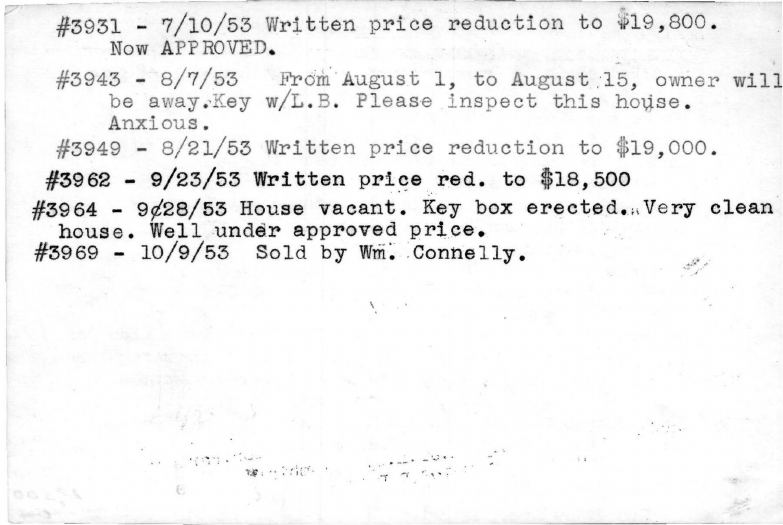 #3931 - 7/10/53 Written price reduction to $19,800.
Now APPROVED.
#3943 - 8/7/53 From August 1, to August 15, owner will
be away. Key w/L.B. Please inspect this house.
Anxious.
#3949 - 8/21/53 Written price reduction to $19,000.
#3962 - 9/23/53 Written price red. to $18,500
#3964 - 9¢28/53 House vacant. Key box erected. Very clean
house. Well under approved price.
#3969 - 10/9/53 Sold by Wm. Connelly.